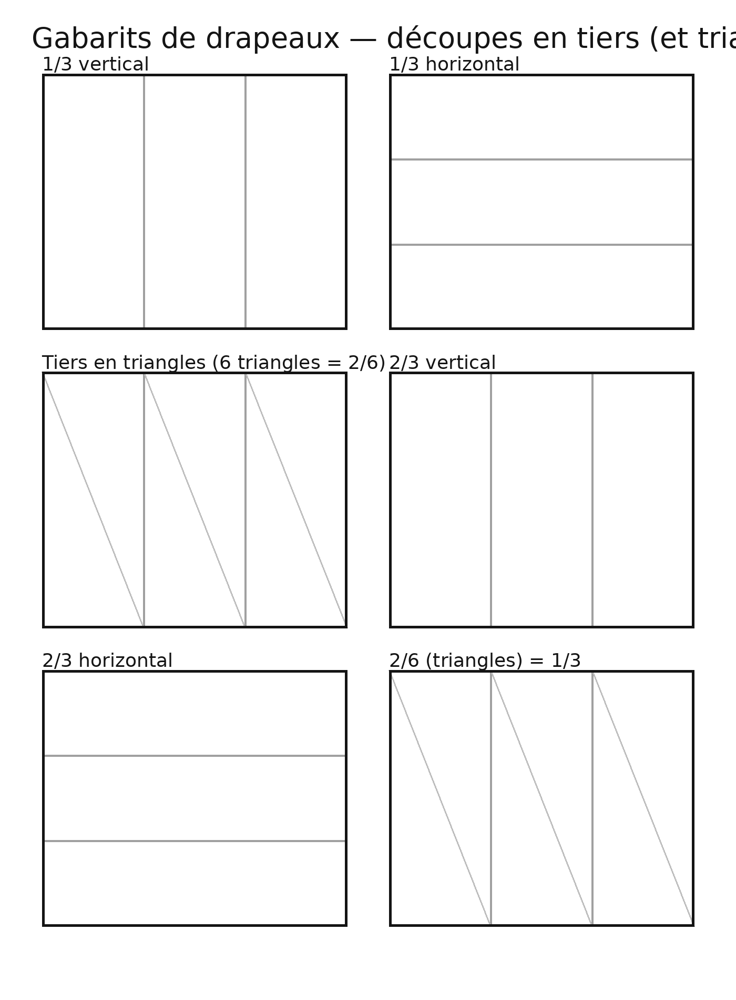 Gabarits de drapeaux — découpes en tiers (et tria
1/3 vertical
1/3 horizontal
Tiers en triangles (6 triangles = 2/6)
2/3 vertical
2/3 horizontal
2/6 (triangles) = 1/3